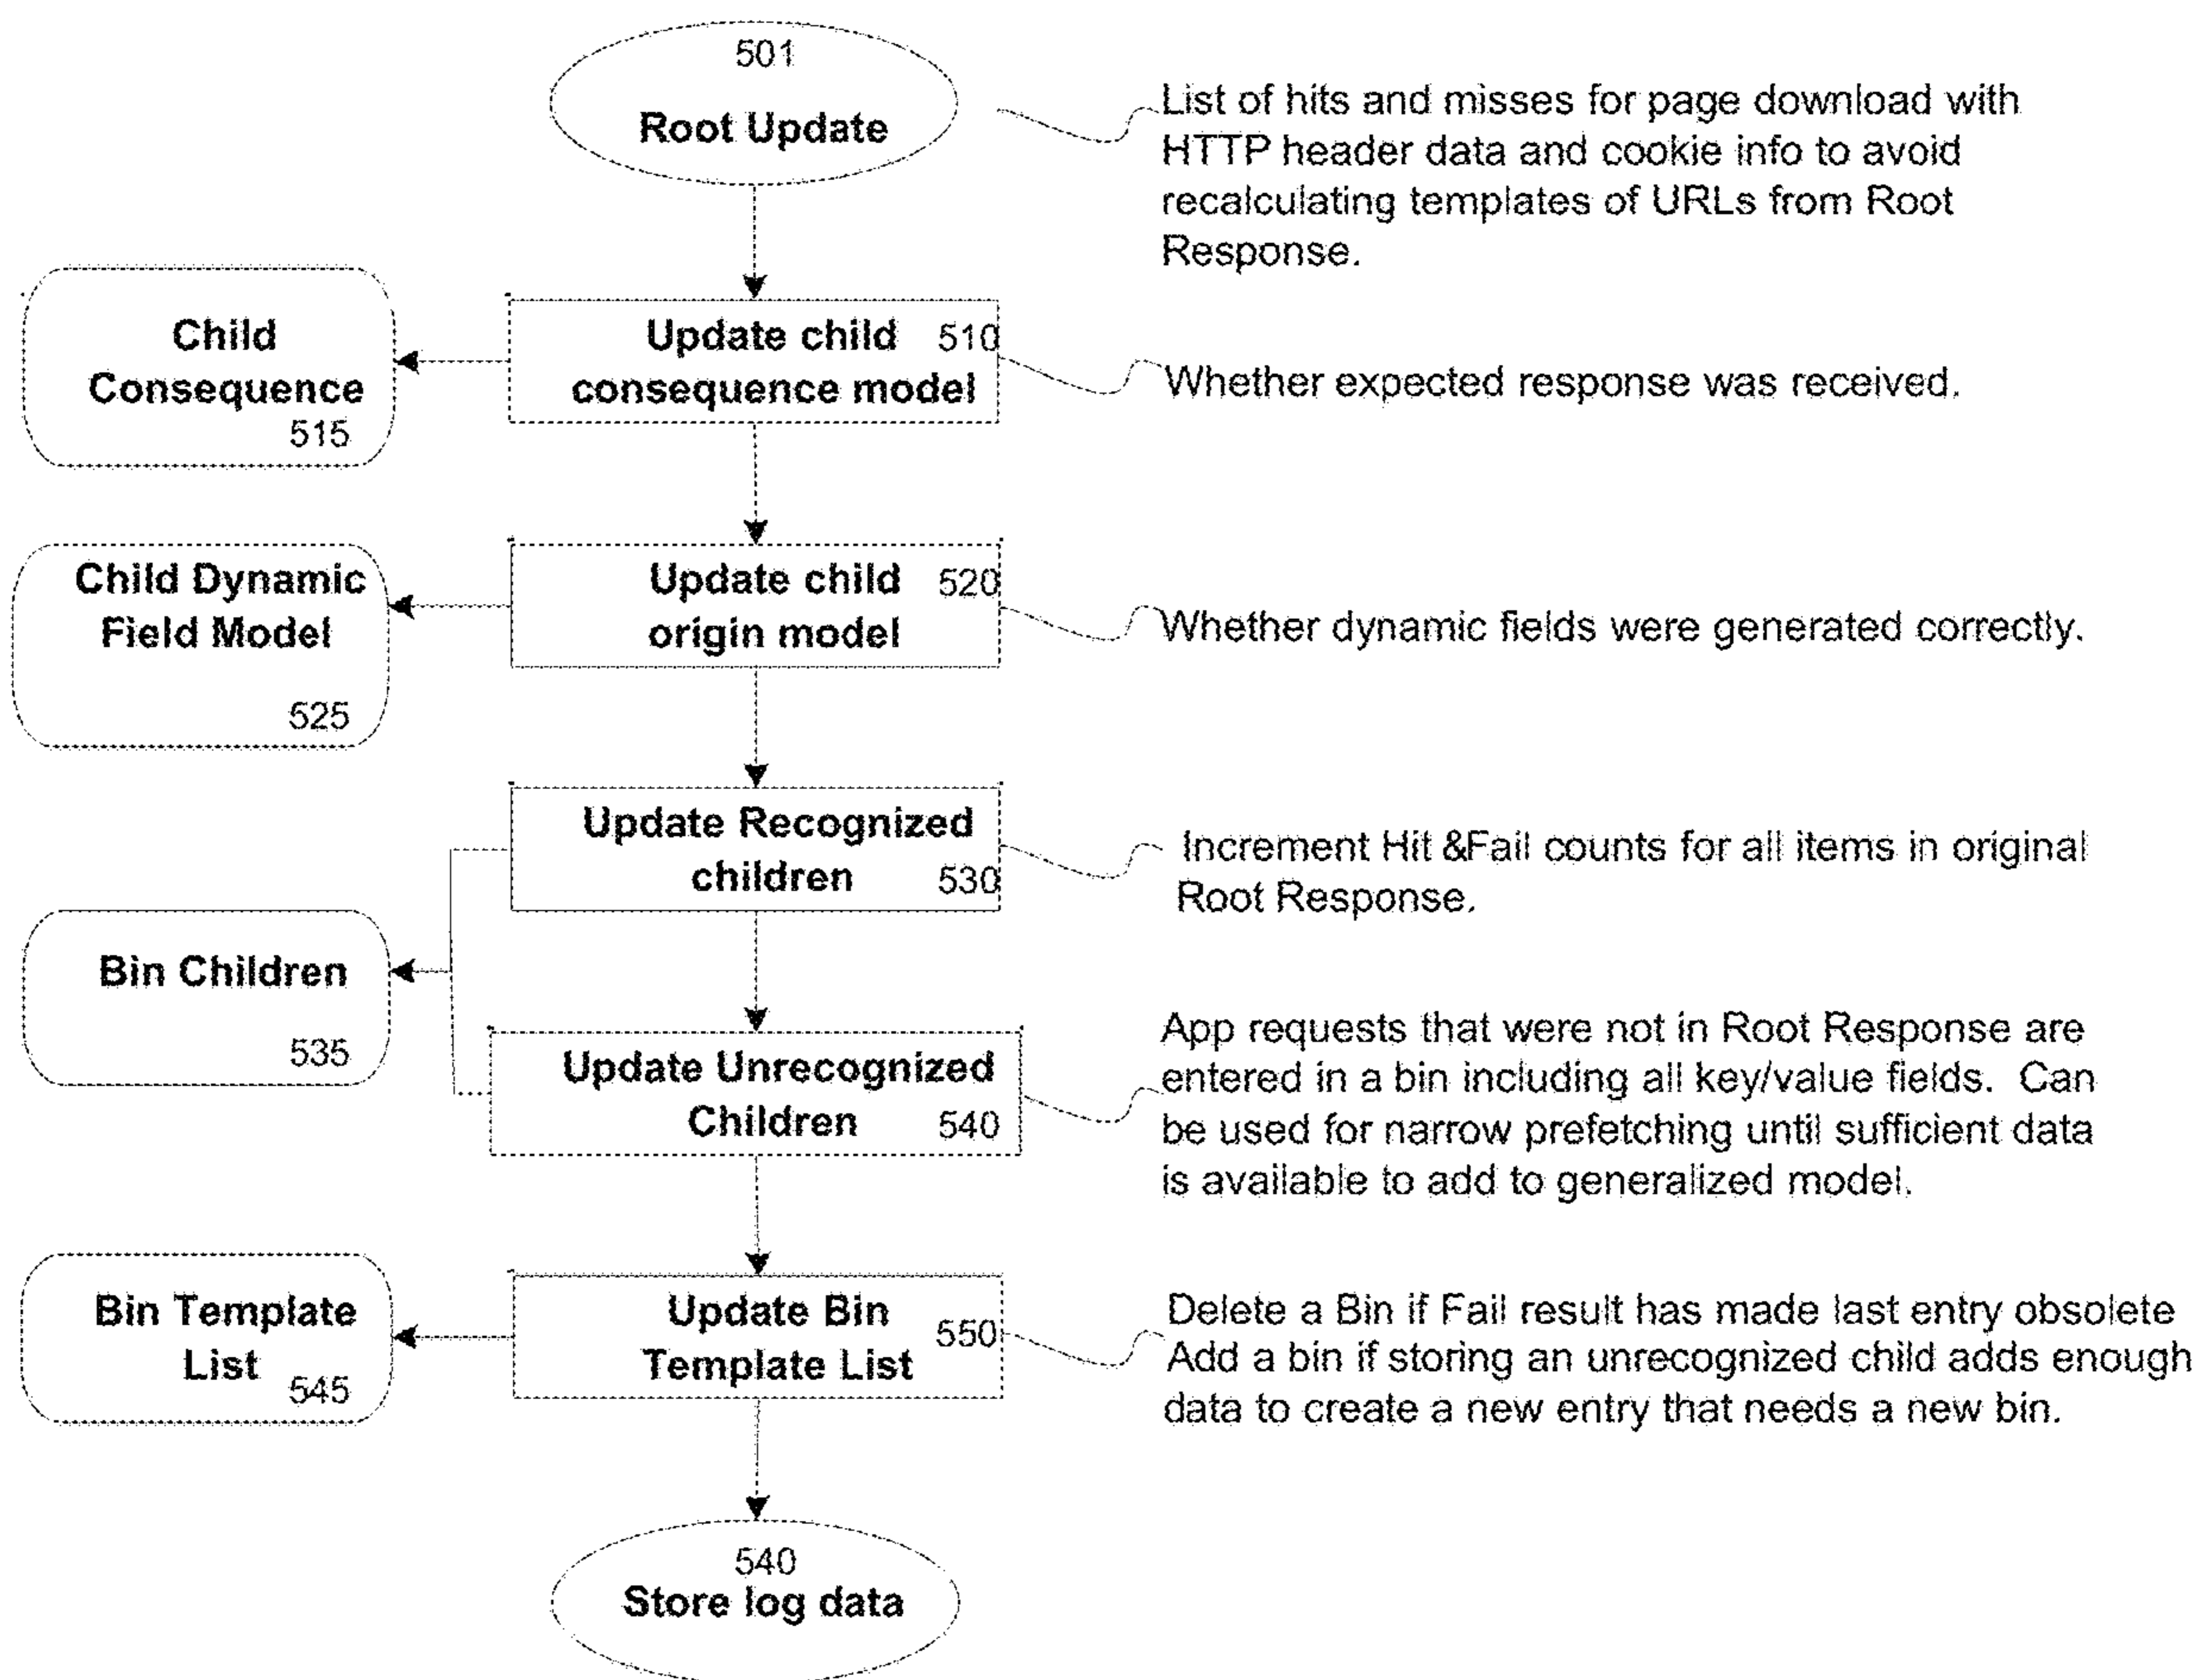 501
Root Update
List of hits and misses for page download with
HTTP header data and cookie info to avoid
recalculating templates of URLs from Root
Response.
Child
Consequence
515
Update child 510
consequence model
Whether expected response was received.
Child Dynamic
Field Model
525
Update child 520
origin model
Whether dynamic fields were generated correctly.
Update Recognized
children 530
Increment Hit &Fail counts for all items in original
Root Response.
Bin Children
535
Update Unrecognized
Children 540
App requests that were not in Root Response are
entered in a bin including all key/value fields.  Can
be used for narrow prefetching until sufficient data
is available to add to generalized model.
Bin Template
List 545
Update Bin
Template List 550
Delete a Bin if Fail result has made last entry obsolete
Add a bin if storing an unrecognized child adds enough
data to create a new entry that needs a new bin.
540
Store log data